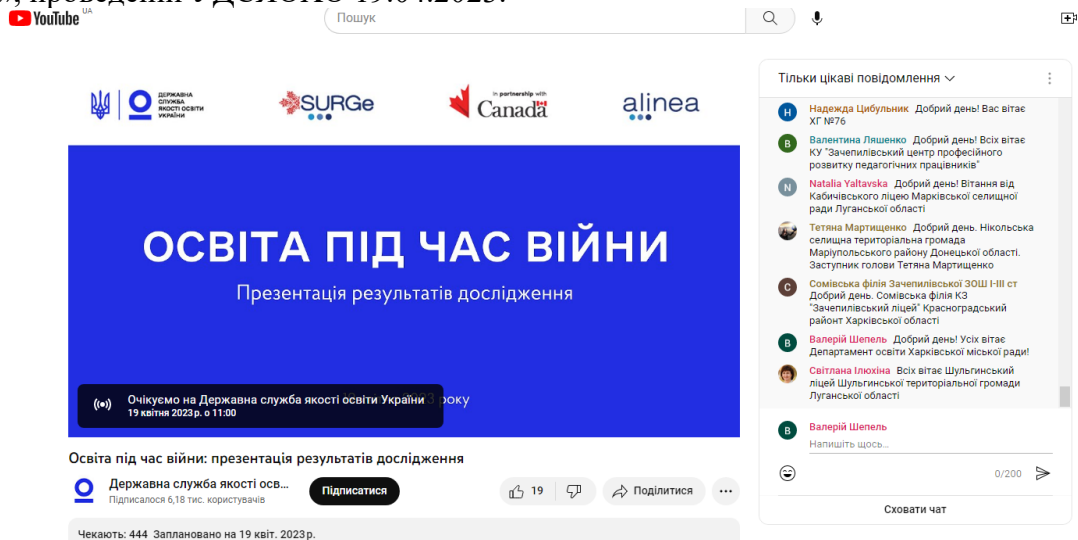 YouTube UA
Пошук
ДЕРЖАВНА
СЛУЖБА
ЯКОСТІ ОСВІТИ
УКРАЇНИ
SURGe
in partnership with
Canada
alinea
ОСВІТА ПІД ЧАС ВІЙНИ
Презентація результатів дослідження
року
Очікуємо на Державна служба якості освіти України
19 квітня 2023 р. о 11:00
Освіта під час війни: презентація результатів дослідження
Державна служба якості осв...
Підписалося 6,18 тис. користувачів
Підписатися
19
Поділитися
Чекають: 444 Заплановано на 19 квіт. 2023 р.
Тільки цікаві повідомлення
Надежда Цибульник Добрий день! Вас вітає
ХГ №76
Валентина Ляшенко Добрий день! Всіх вітає
КУ "Зачепилівський центр професійного
розвитку педагогічних працівників"
Natalia Yaltavska Добрий день! Вітання від
Кабичівського ліцею Марківської селищної
ради Луганської області
Тетяна Мартищенко Добрий день. Нікольська
селищна територіальна громада
Маріупольського району Донецької області.
Заступник голови Тетяна Мартищенко
Сомівська філія Зачепилівської ЗОШ І-ІІІ ст
Добрий день. Сомівська філія КЗ
"Зачепилівський ліцей" Красноградський
район Харківської області
Валерій Шепель Добрий день! Усіх вітає
Департамент освіти Харківської міської ради!
Світлана Ілюхіна Всіх вітає Шульгинський
ліцей Шульгинської територіальної громади
Луганської області
Валерій Шепель
Напишіть щось...
0/200
Сховати чат